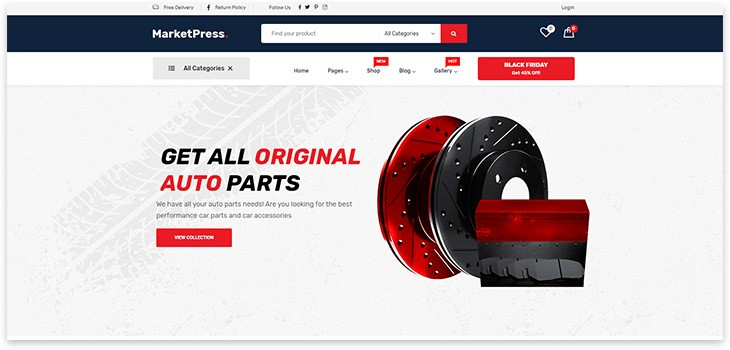 Free Delivery Return Policy Follow Us Login
MarketPress.
Find your product All Categories 0 0
All Categories Home Pages Shop NEW Blog Gallery HOT
BLACK FRIDAY
Get 45% Off!
GET ALL ORIGINAL
AUTO PARTS
We have all your auto parts needs! Are you looking for the best
performance car parts and car accessories
VIEW COLLECTION